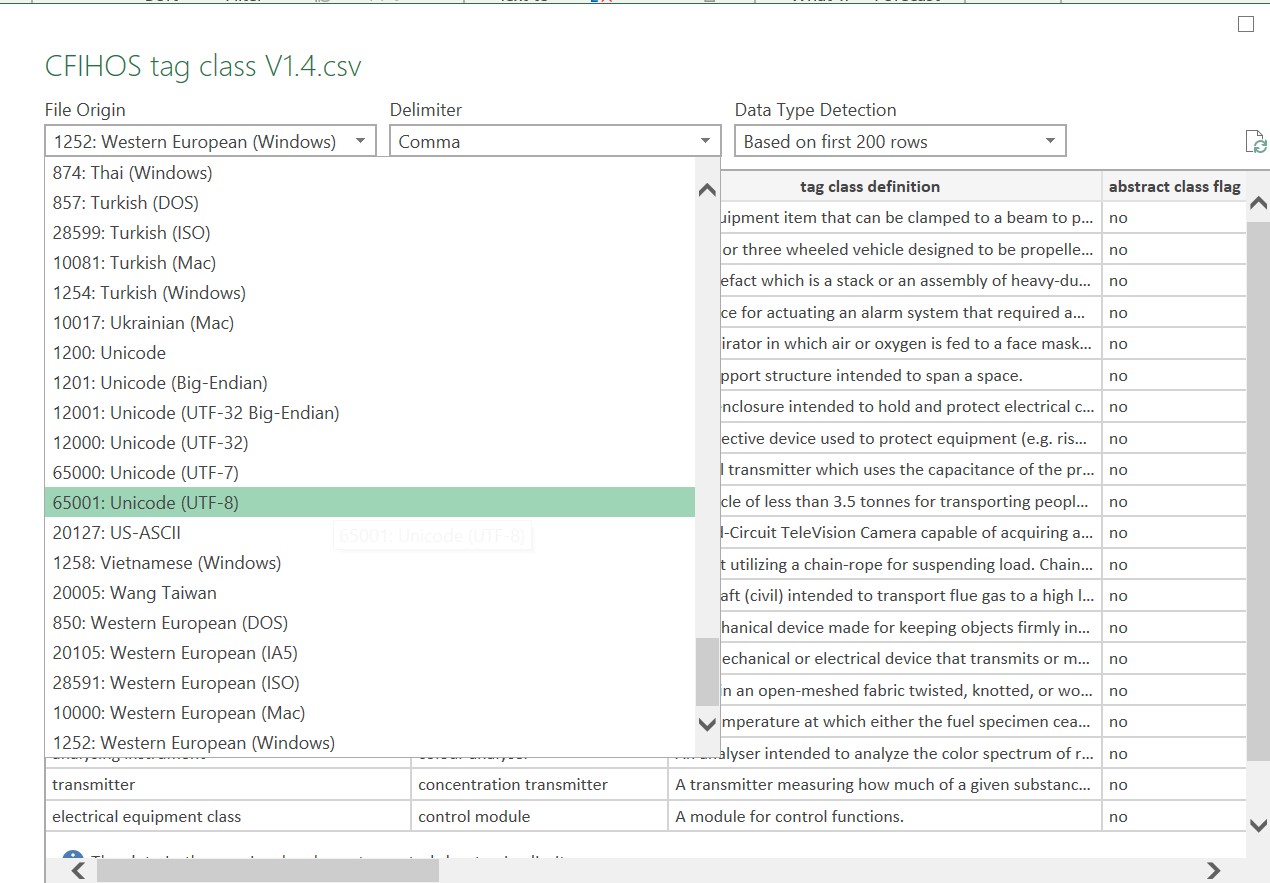 CFIHOS tag class V1.4.csv
File Origin
Delimiter
Data Type Detection
1252: Western European (Windows)
Comma
Based on first 200 rows
874: Thai (Windows)
857: Turkish (DOS)
28599: Turkish (ISO)
10081: Turkish (Mac)
1254: Turkish (Windows)
10017: Ukrainian (Mac)
1200: Unicode
1201: Unicode (Big-Endian)
12001: Unicode (UTF-32 Big-Endian)
12000: Unicode (UTF-32)
65000: Unicode (UTF-7)
65001: Unicode (UTF-8)
65001: Unicode (UTF-8)
20127: US-ASCII
1258: Vietnamese (Windows)
20005: Wang Taiwan
850: Western European (DOS)
20105: Western European (IA5)
28591: Western European (ISO)
10000: Western European (Mac)
1252: Western European (Windows)
tag class definition abstract class flag
item that can be clamped to a beam to p... no
or three wheeled vehicle designed to be propelle... no
which is a stack or an assembly of heavy-du... no
for actuating an alarm system that required a... no
in which air or oxygen is fed to a face mask... no
structure intended to span a space. no
intended to hold and protect electrical c... no
device used to protect equipment (e.g. ris... no
transmitter which uses the capacitance of the pr... no
of less than 3.5 tonnes for transporting peopl... no
-Circuit TeleVision Camera capable of acquiring a... no
utilizing a chain-rope for suspending load. Chain... no
(civil) intended to transport flue gas to a high l... no
device made for keeping objects firmly in... no
or electrical device that transmits or m... no
in an open-meshed fabric twisted, knotted, or wo... no
at which either the fuel specimen cea... no
intended to analyze the color spectrum of r... no
transmitter concentration transmitter A transmitter measuring how much of a given substanc... no
electrical equipment class control module A module for control functions. no